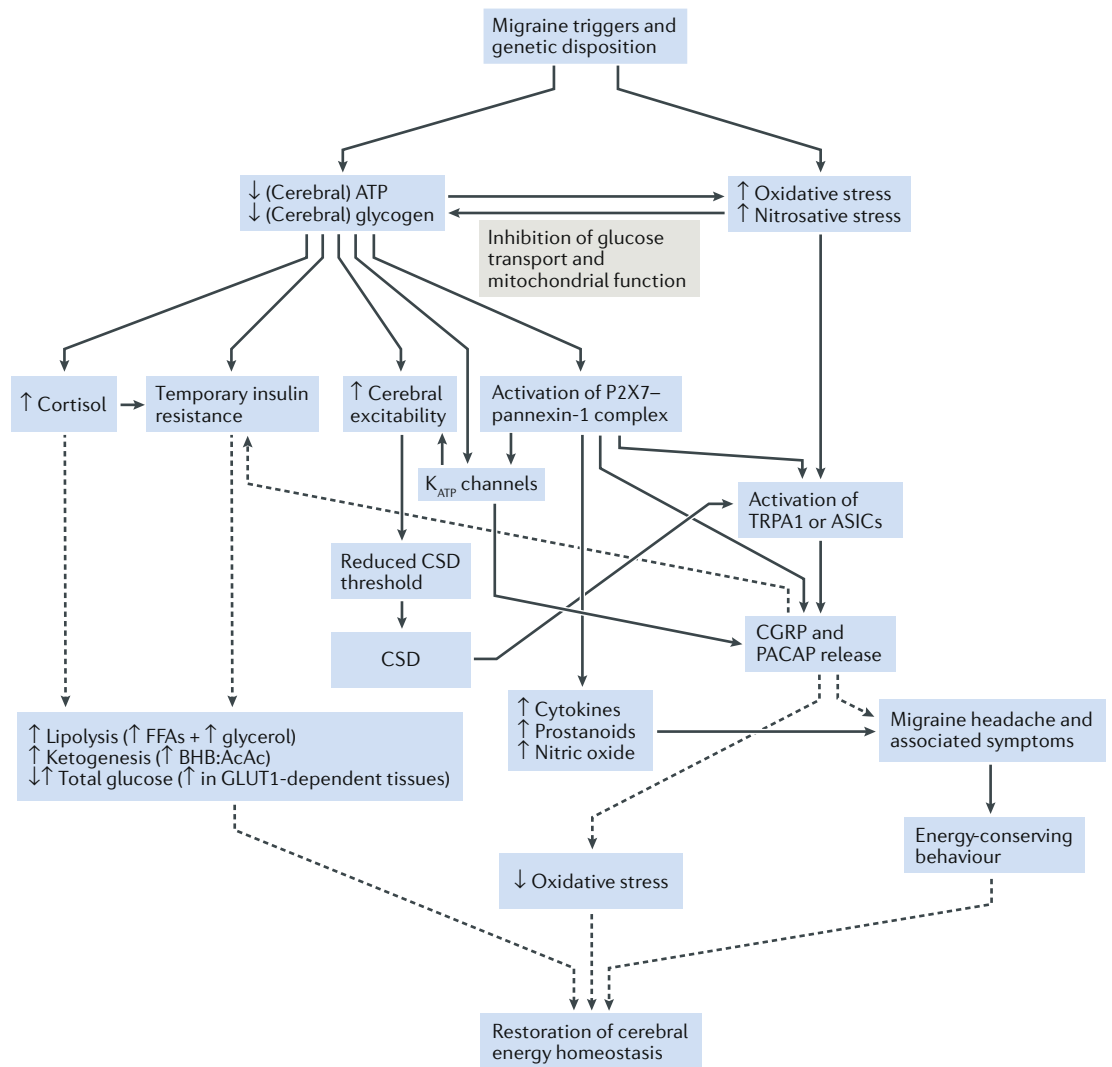 Migraine triggers and
genetic disposition
↓ (Cerebral) ATP
↓ (Cerebral) glycogen
↑ Oxidative stress
↑ Nitrosative stress
Inhibition of glucose
transport and
mitochondrial function
↑ Cortisol
Temporary insulin
resistance
↑ Cerebral
excitability
Activation of P2X7–
pannexin-1 complex
K_ATP channels
Activation of
TRPA1 or ASICs
Reduced CSD
threshold
CSD
CGRP and
PACAP release
↑ Lipolysis (↑ FFAs + ↑ glycerol)
↑ Ketogenesis (↑ BHB:AcAc)
↓↑ Total glucose (↑ in GLUT1-dependent tissues)
↑ Cytokines
↑ Prostanoids
↑ Nitric oxide
Migraine headache and
associated symptoms
Energy-conserving
behaviour
↓ Oxidative stress
Restoration of cerebral
energy homeostasis